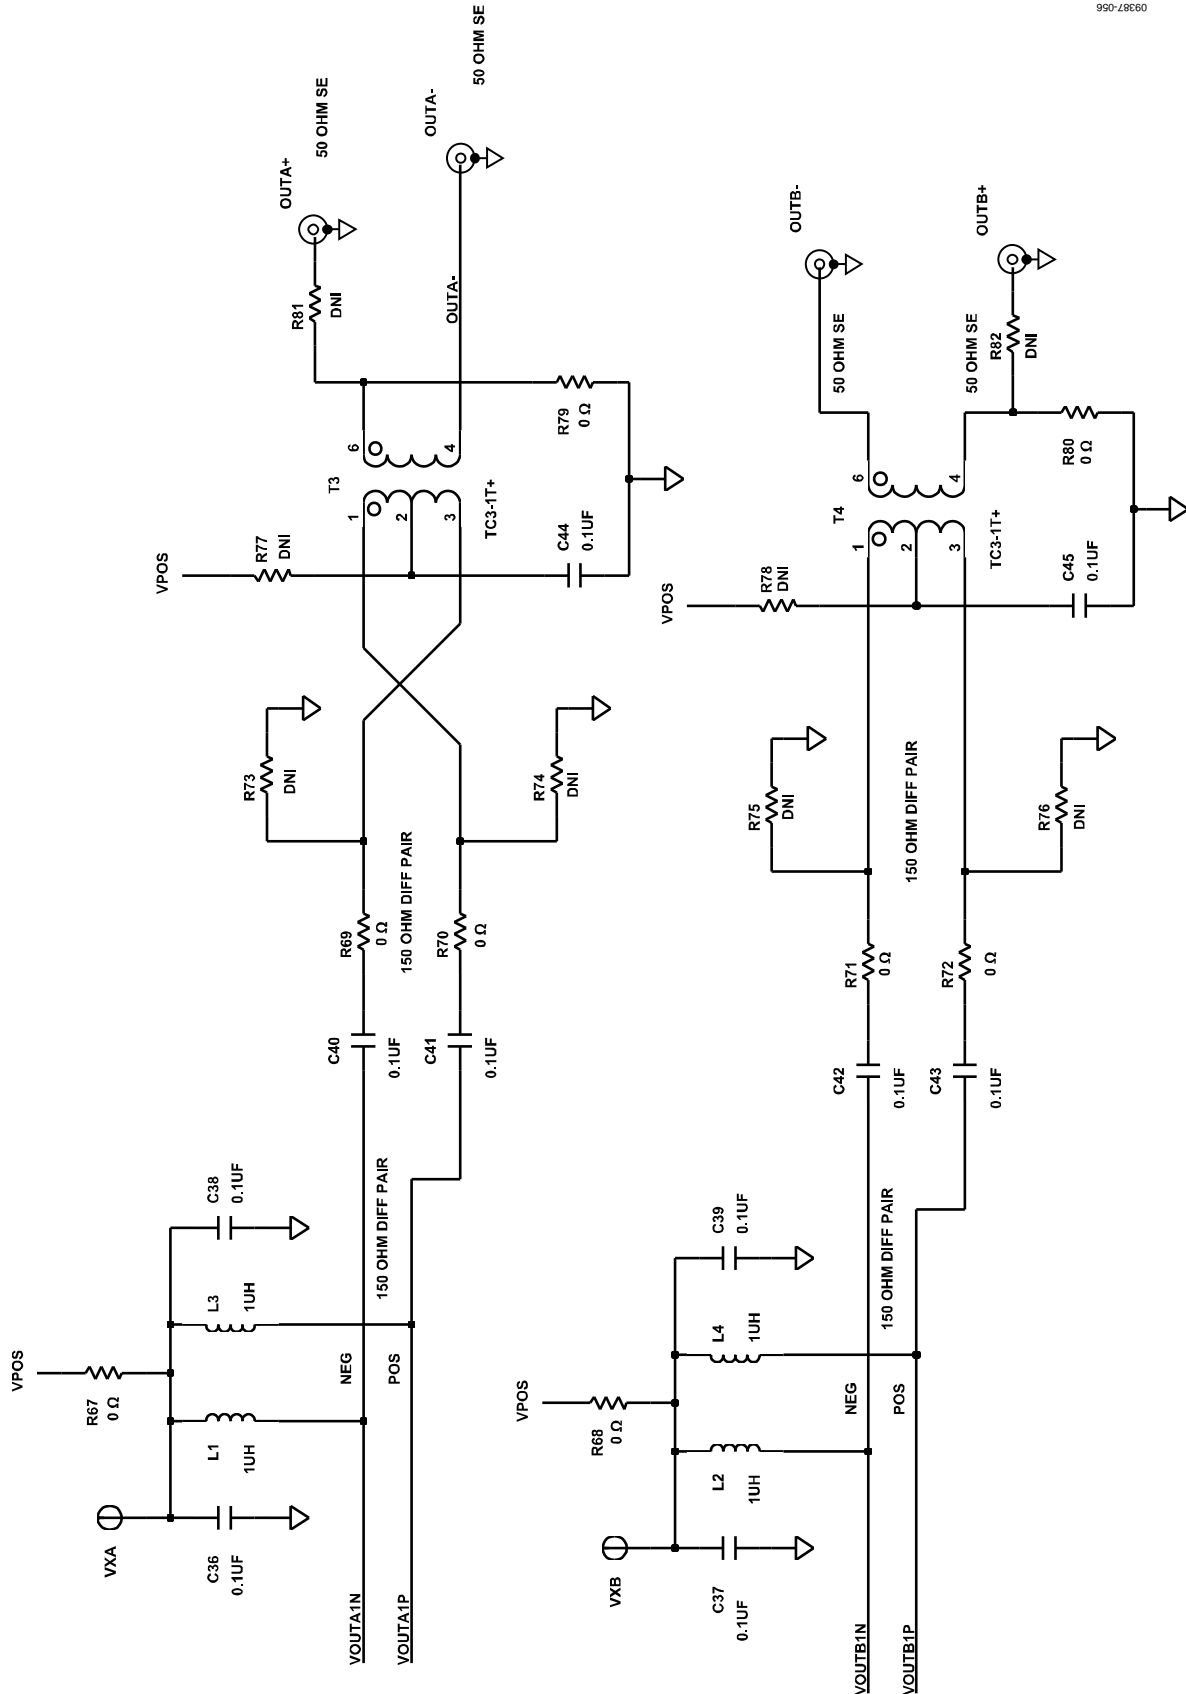 09387-056
50 OHM SE
50 OHM SE
OUTA-
OUTA+
OUTA-
R81
DNI
R79
0 Ω
T3
6
4
1
2
3
TC3-1T+
VPOS
R77
DNI
C44
0.1UF
R73
DNI
R74
DNI
150 OHM DIFF PAIR
R69
0 Ω
R70
0 Ω
C40
0.1UF
C41
0.1UF
150 OHM DIFF PAIR
C38
0.1UF
L3
1UH
VPOS
R67
0 Ω
L1
1UH
NEG
POS
VXA
C36
0.1UF
VOUTA1N
VOUTA1P
OUTB-
OUTB+
50 OHM SE
50 OHM SE
R82
DNI
R80
0 Ω
T4
6
4
1
2
3
TC3-1T+
VPOS
R78
DNI
C45
0.1UF
R75
DNI
R76
DNI
150 OHM DIFF PAIR
R71
0 Ω
R72
0 Ω
C42
0.1UF
C43
0.1UF
150 OHM DIFF PAIR
C39
0.1UF
L4
1UH
VPOS
R68
0 Ω
L2
1UH
NEG
POS
VXB
C37
0.1UF
VOUTB1N
VOUTB1P